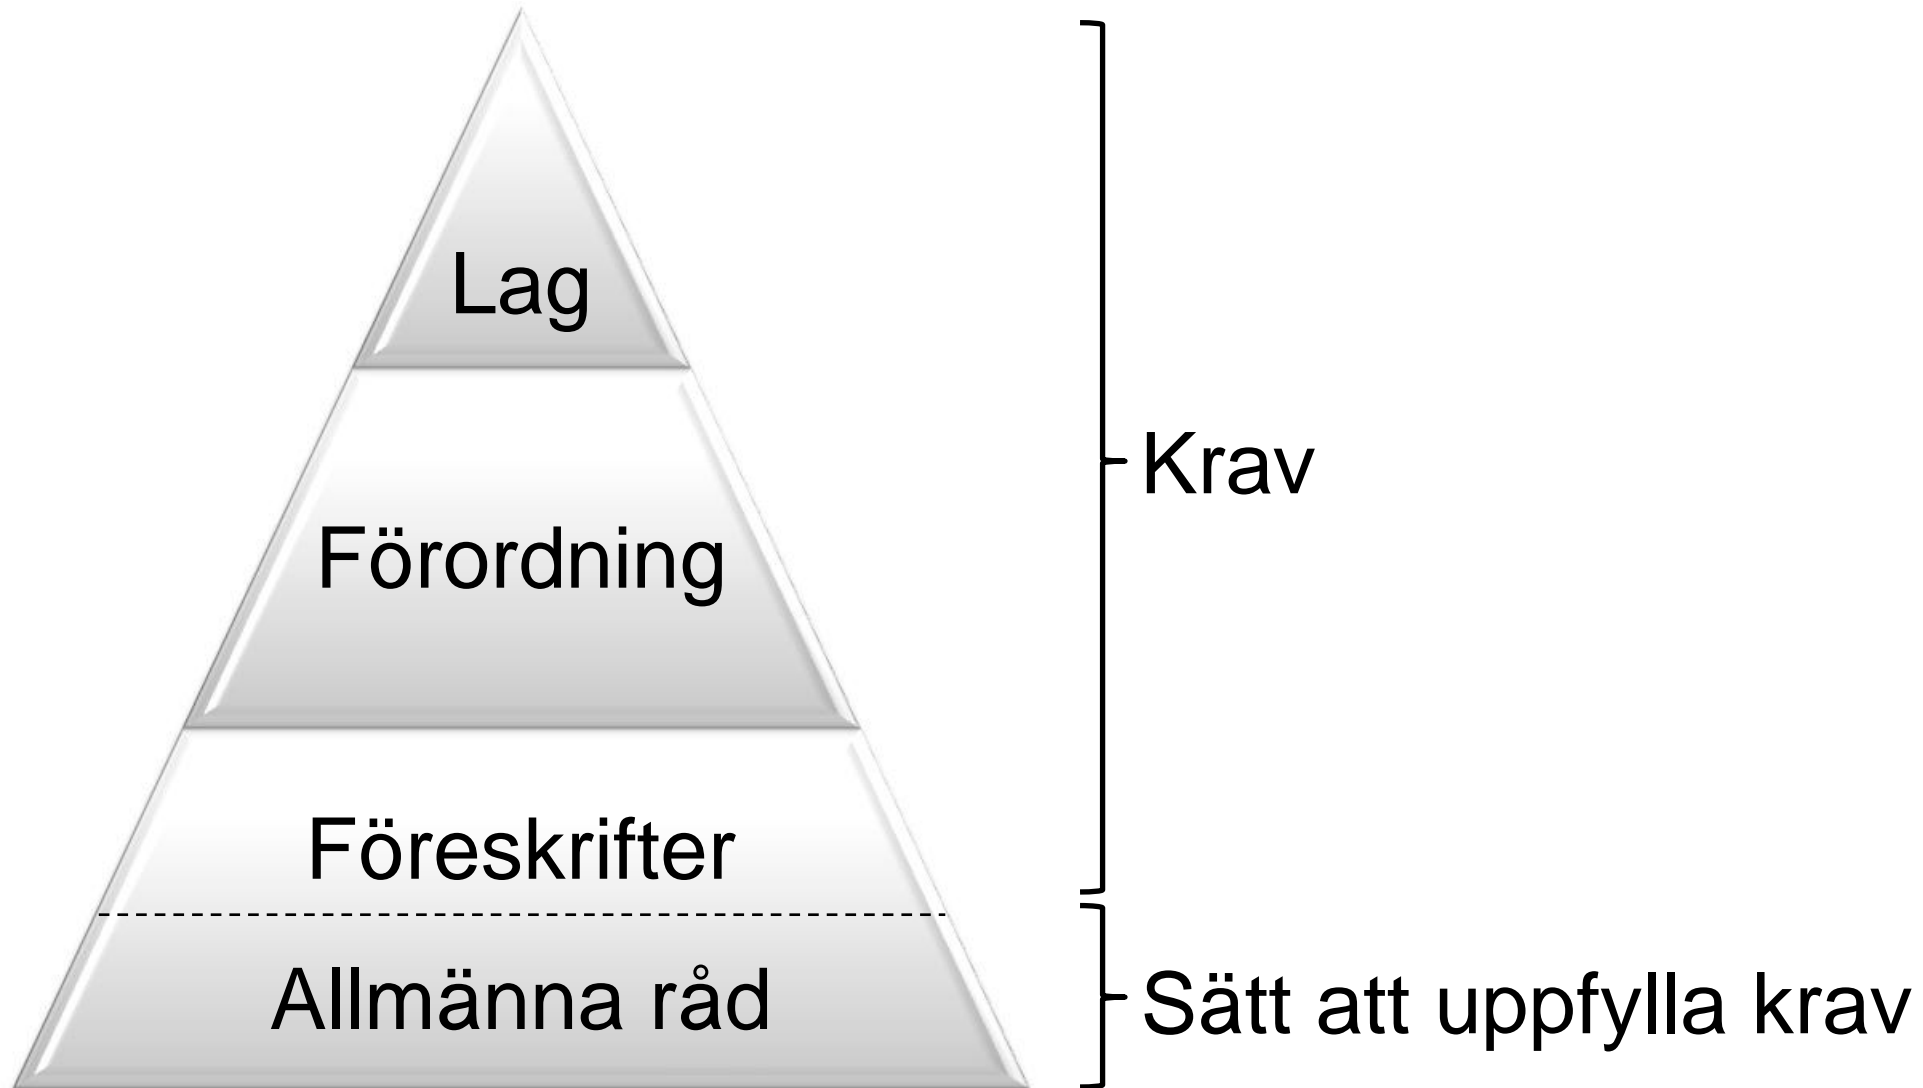 Lag
Krav
Förordning
Föreskrifter
Allmänna råd
Sätt att uppfylla krav